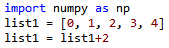 import numpy as np
list1 = [0, 1, 2, 3, 4]
list1 = list1+2